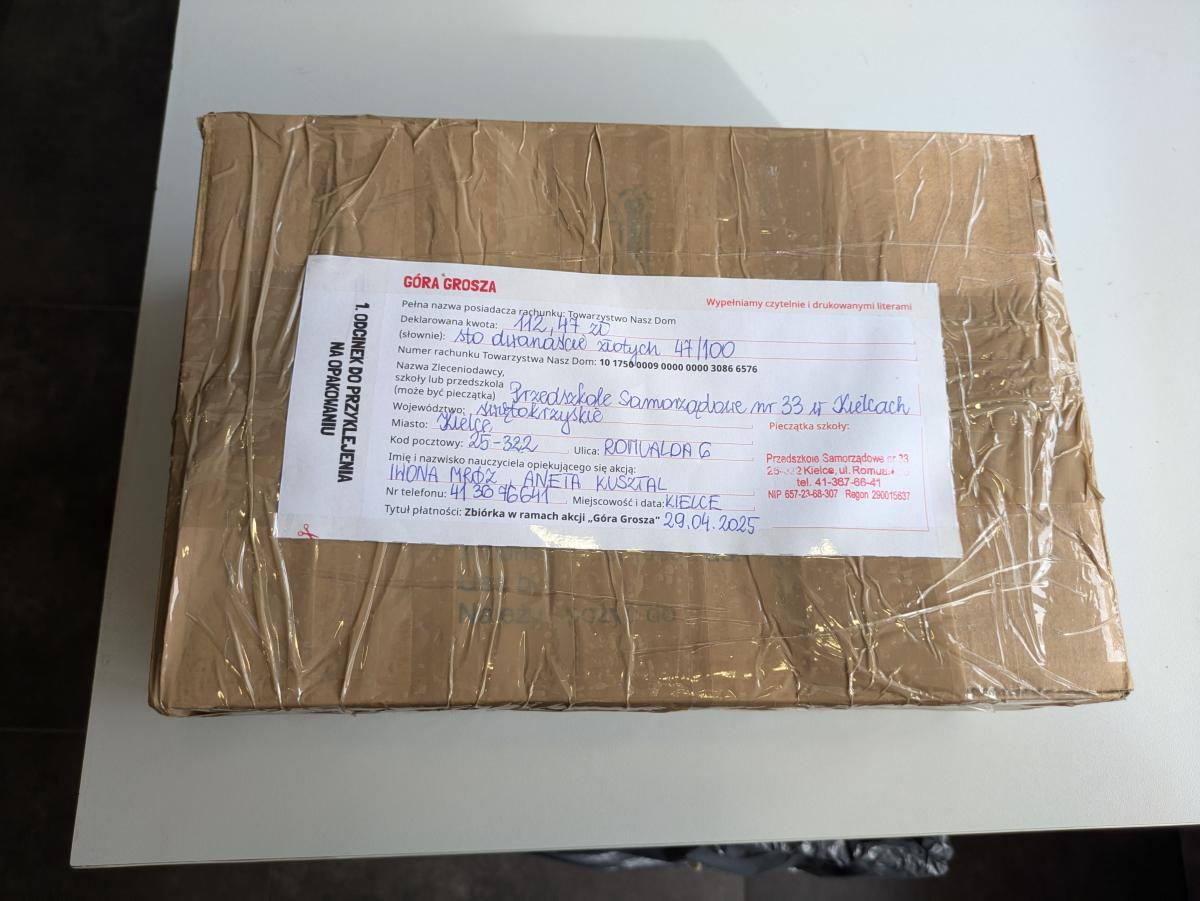 GÓRA GROSZA
Wypełniamy czytelnie i drukowanymi literami
1. ODCINEK DO PRZYKLEJENIA
NA OPAKOWANIU
Pełna nazwa posiadacza rachunku: Towarzystwo Nasz Dom
Deklarowana kwota: 112,47 zł
(słownie): sto dwanaście złotych 47/100
Numer rachunku Towarzystwa Nasz Dom: 10 1750 0009 0000 0000 3086 6576
Nazwa Zleceniodawcy,
szkoły lub przedszkola
(może być pieczątka) Przedszkole Samorządowe nr 33 w Kielcach
Województwo: świętokrzyskie
Miasto: Kielce
Kod pocztowy: 25-322 Ulica: ROMUALDA 6
Imię i nazwisko nauczyciela opiekującego się akcją:
IWONA MRÓZ, ANETA KUSZTAL
Nr telefonu: 41 36 76641 Miejscowość i data: KIELCE
Tytuł płatności: Zbiórka w ramach akcji „Góra Grosza" 29.04.2025
Pieczątka szkoły:
Przedszkole Samorządowe nr 33
25-322 Kielce, ul.
tel. 41-367-66-41
NIP 657-23-68-307 Regon 290015637